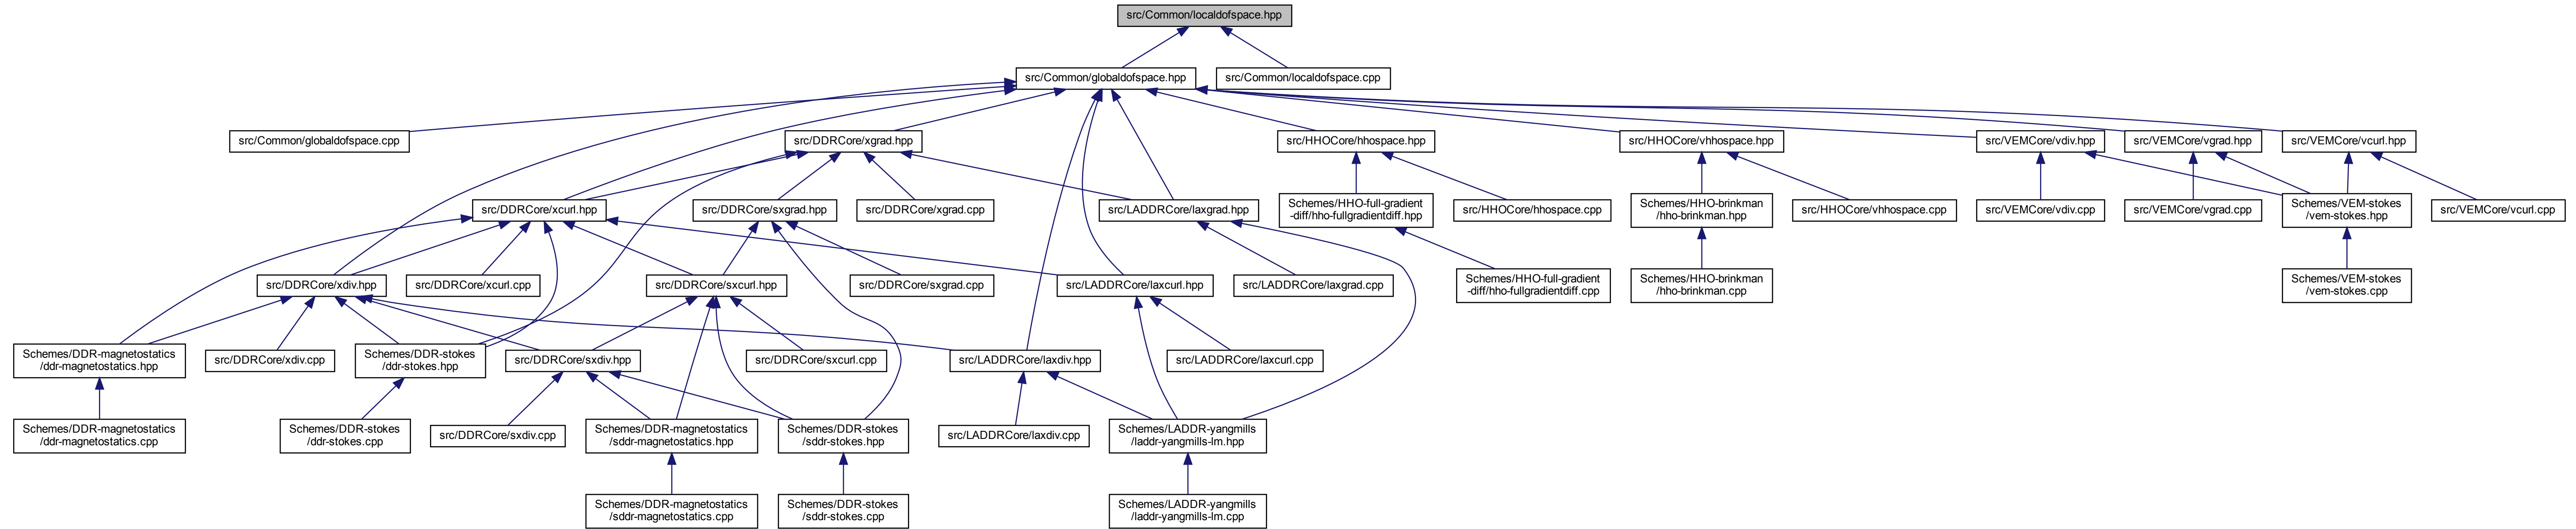 src/Common/localdofspace.hpp
src/Common/globaldofspace.hpp
src/Common/localdofspace.cpp
src/Common/globaldofspace.cpp
src/DDRCore/xgrad.hpp
src/HHOCore/hhospace.hpp
src/HHOCore/vhhospace.hpp
src/VEMCore/vdiv.hpp
src/VEMCore/vgrad.hpp
src/VEMCore/vcurl.hpp
src/DDRCore/xcurl.hpp
src/DDRCore/sxgrad.hpp
src/DDRCore/xgrad.cpp
src/LADDRCore/laxgrad.hpp
Schemes/HHO-full-gradient
-diff/hho-fullgradientdiff.hpp
src/HHOCore/hhospace.cpp
Schemes/HHO-brinkman
/hho-brinkman.hpp
src/HHOCore/vhhospace.cpp
src/VEMCore/vdiv.cpp
src/VEMCore/vgrad.cpp
Schemes/VEM-stokes
/vem-stokes.hpp
src/VEMCore/vcurl.cpp
src/DDRCore/xdiv.hpp
src/DDRCore/xcurl.cpp
src/DDRCore/sxcurl.hpp
src/DDRCore/sxgrad.cpp
src/LADDRCore/laxcurl.hpp
src/LADDRCore/laxgrad.cpp
Schemes/HHO-full-gradient
-diff/hho-fullgradientdiff.cpp
Schemes/HHO-brinkman
/hho-brinkman.cpp
Schemes/VEM-stokes
/vem-stokes.cpp
Schemes/DDR-magnetostatics
/ddr-magnetostatics.hpp
src/DDRCore/xdiv.cpp
Schemes/DDR-stokes
/ddr-stokes.hpp
src/DDRCore/sxdiv.hpp
src/DDRCore/sxcurl.cpp
src/LADDRCore/laxdiv.hpp
src/LADDRCore/laxcurl.cpp
Schemes/DDR-magnetostatics
/ddr-magnetostatics.cpp
Schemes/DDR-stokes
/ddr-stokes.cpp
src/DDRCore/sxdiv.cpp
Schemes/DDR-magnetostatics
/sddr-magnetostatics.hpp
Schemes/DDR-stokes
/sddr-stokes.hpp
src/LADDRCore/laxdiv.cpp
Schemes/LADDR-yangmills
/laddr-yangmills-lm.hpp
Schemes/DDR-magnetostatics
/sddr-magnetostatics.cpp
Schemes/DDR-stokes
/sddr-stokes.cpp
Schemes/LADDR-yangmills
/laddr-yangmills-lm.cpp